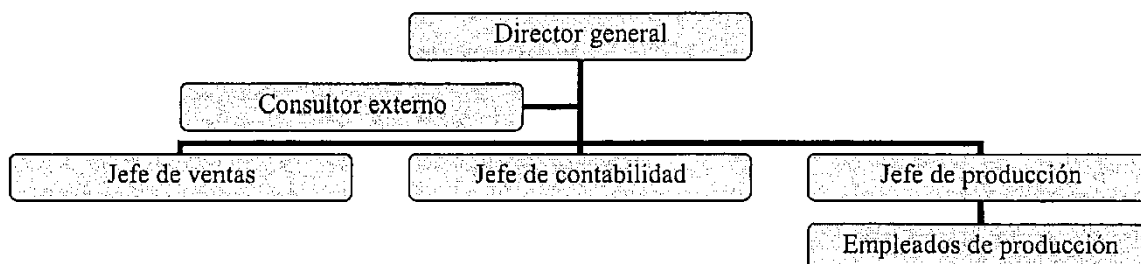 Director general
Consultor externo
Jefe de ventas
Jefe de contabilidad
Jefe de producción
Empleados de producción